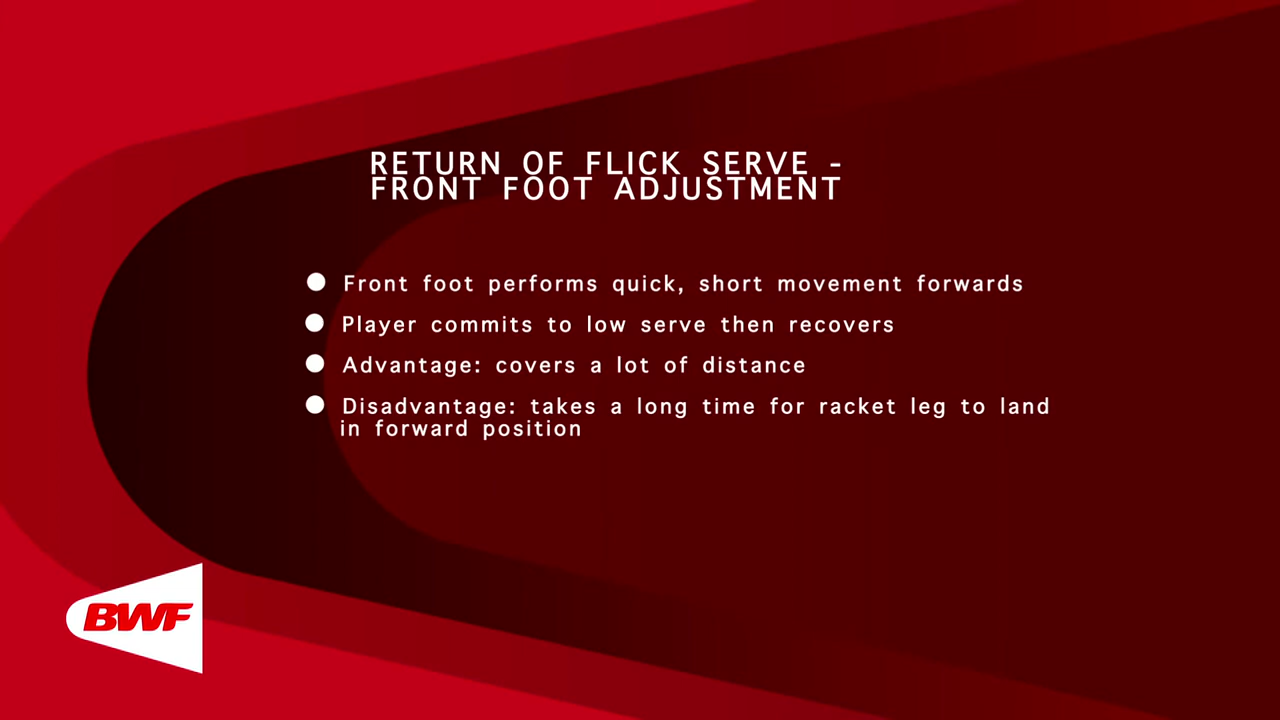 RETURN OF FLICK SERVE -
FRONT FOOT ADJUSTMENT
● Front foot performs quick, short movement forwards
● Player commits to low serve then recovers
● Advantage: covers a lot of distance
● Disadvantage: takes a long time for racket leg to land
in forward position
BWF